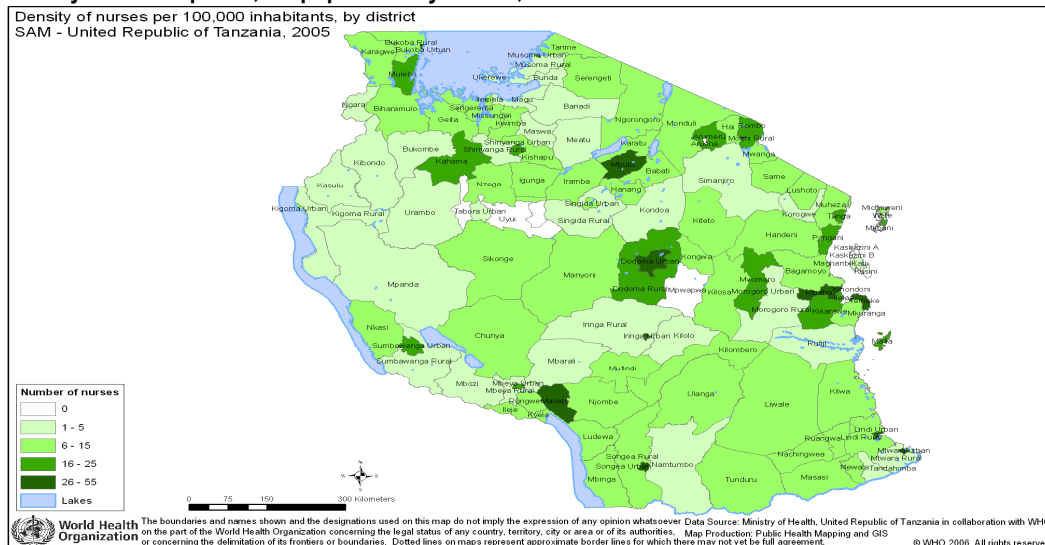 Density of nurses per 100,000 inhabitants, by district
SAM - United Republic of Tanzania, 2005
Bukoba Rural
Bukoba Urban
Karagwe
Muleba
Tarime
Musoma Urban
Musoma Rural
Ukerewe
Bunda
Serengeti
Ngara
Biharamulo
Geita
Sengerema
Ilemela
Magu
Missungwi
Kwimba
Bariadi
Maswa
Meatu
Ngorongoro
Monduli
Arumeru
Arusha
Hai
Rombo
Moshi Rural
Mwanga
Bukombe
Shinyanga Urban
Shinyanga Rural
Kahama
Kishapu
Karatu
Mbulu
Babati
Simanjiro
Same
Lushoto
Kibondo
Kasulu
Nzega
Igunga
Iramba
Hanang
Singida Urban
Singida Rural
Kondoa
Kiteto
Korogwe
Muheza
Tanga
Micheweni
Wete
Mkoani
Kigoma Urban
Kigoma Rural
Urambo
Tabora Urban
Uyui
Handeni
Pangani
Kaskazini A
Kaskazini B
Kati
Kusini
Sikonge
Manyoni
Dodoma Urban
Dodoma Rural
Kongwa
Mpwapwa
Kilosa
Mvomero
Morogoro Urban
Morogoro Rural
Bagamoyo
Kibaha
Kinondoni
Ilala
Temeke
Kisarawe
Mkuranga
Mpanda
Nkasi
Sumbawanga Urban
Sumbawanga Rural
Chunya
Iringa Rural
Iringa Urban
Kilolo
Rufiji
Mafia
Mbozi
Mbeya Urban
Mbeya Rural
Mbarali
Mufindi
Kilombero
Rungwe
Makete
Ileje
Kyela
Njombe
Ulanga
Liwale
Kilwa
Ludewa
Songea Rural
Songea Urban
Namtumbo
Mbinga
Tunduru
Ruangwa
Lindi Urban
Lindi Rural
Nachingwea
Masasi
Newala
Mtwara Urban
Mtwara Rural
Tandahimba
Number of nurses
0
1 - 5
6 - 15
16 - 25
26 - 55
Lakes
N
W
E
S
0 75 150 300 Kilometers
World Health
Organization
The boundaries and names shown and the designations used on this map do not imply the expression of any opinion whatsoever
on the part of the World Health Organization concerning the legal status of any country, territory, city or area or of its authorities,
or concerning the delimitation of its frontiers or boundaries. Dotted lines on maps represent approximate border lines for which there may not yet be full agreement.
Data Source: Ministry of Health, United Republic of Tanzania in collaboration with WHO
Map Production: Public Health Mapping and GIS
© WHO 2006. All rights reserved